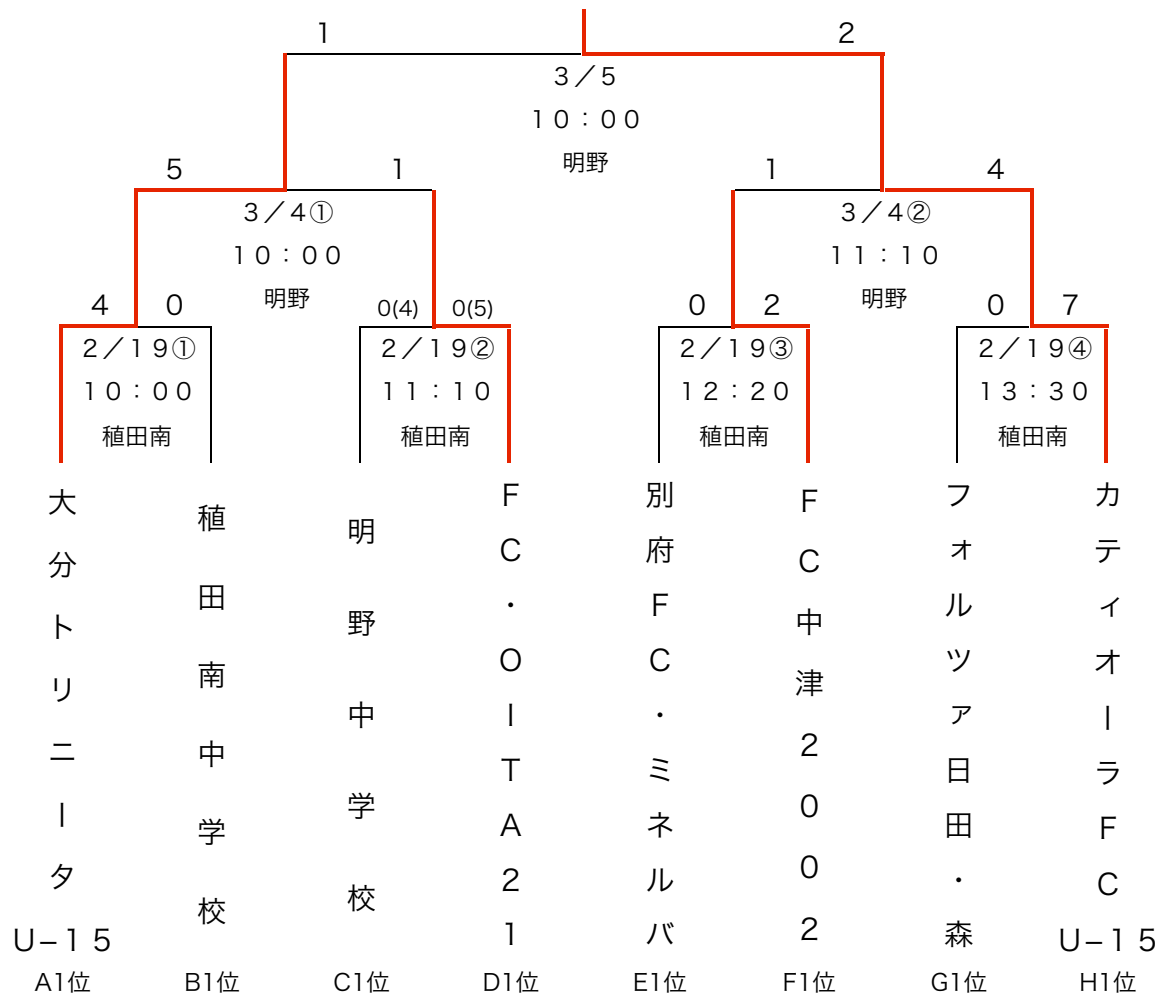 1 2
3／5
10：00
明野
5 1 1 4
3／4① 3／4②
10：00 11：10
明野 明野
4 0 0(4) 0(5) 0 2 0 7
2／19① 2／19② 2／19③ 2／19④
10：00 11：10 12：20 13：30
稙田南 稙田南 稙田南 稙田南
大分トリニータU−15
稙田南中学校
明野中学校
FC・OITA21
別府FC・ミネルバ
FC中津2002
フォルツァ日田・森
カティオーラFCU−15
A1位 B1位 C1位 D1位 E1位 F1位 G1位 H1位